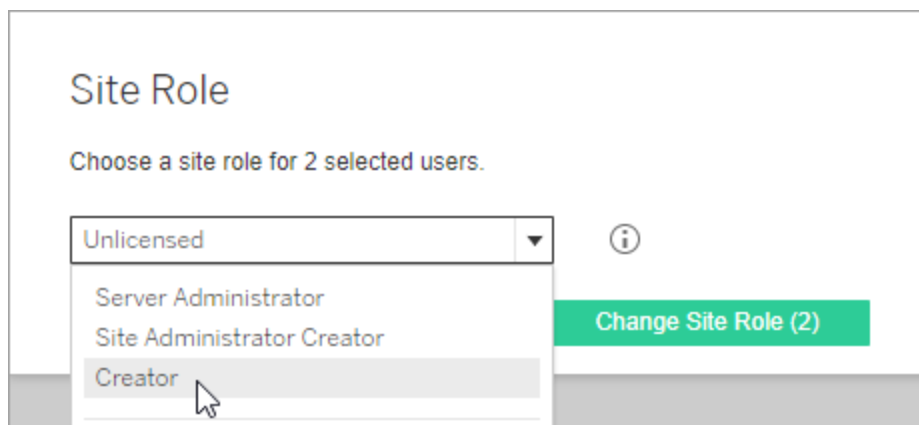 Site Role
Choose a site role for 2 selected users.
Unlicensed
Server Administrator
Change Site Role (2)
Site Administrator Creator
Creator